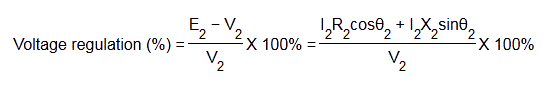 Voltage regulation (%) = E₂ – V₂ / V₂ X 100% = I₂R₂cosθ₂ + I₂X₂sinθ₂ / V₂ X 100%